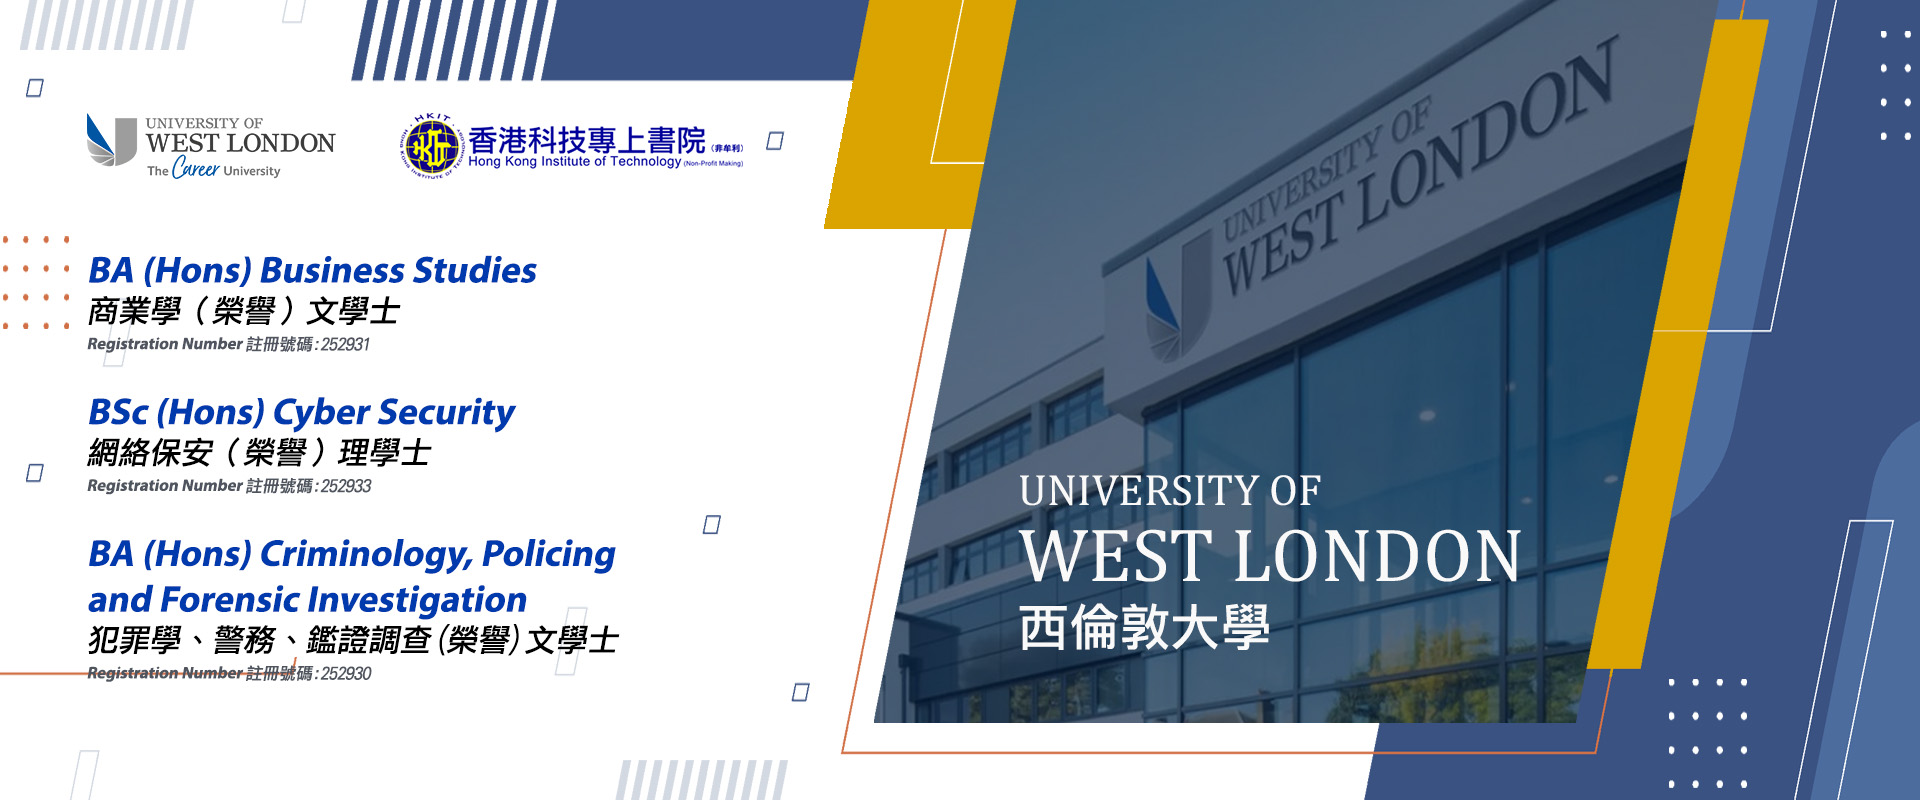 UNIVERSITY OF
WEST LONDON
The Career University
HKIT
香港科技專上書院 (非牟利)
Hong Kong Institute of Technology (Non-Profit Making)
BA (Hons) Business Studies
商業學（榮譽）文學士
Registration Number 註冊號碼: 252931
BSc (Hons) Cyber Security
網絡保安（榮譽）理學士
Registration Number 註冊號碼: 252933
BA (Hons) Criminology, Policing
and Forensic Investigation
犯罪學、警務、鑑證調查 (榮譽) 文學士
Registration Number 註冊號碼: 252930
UNIVERSITY OF
WEST LONDON
UNIVERSITY OF
WEST LONDON
西倫敦大學